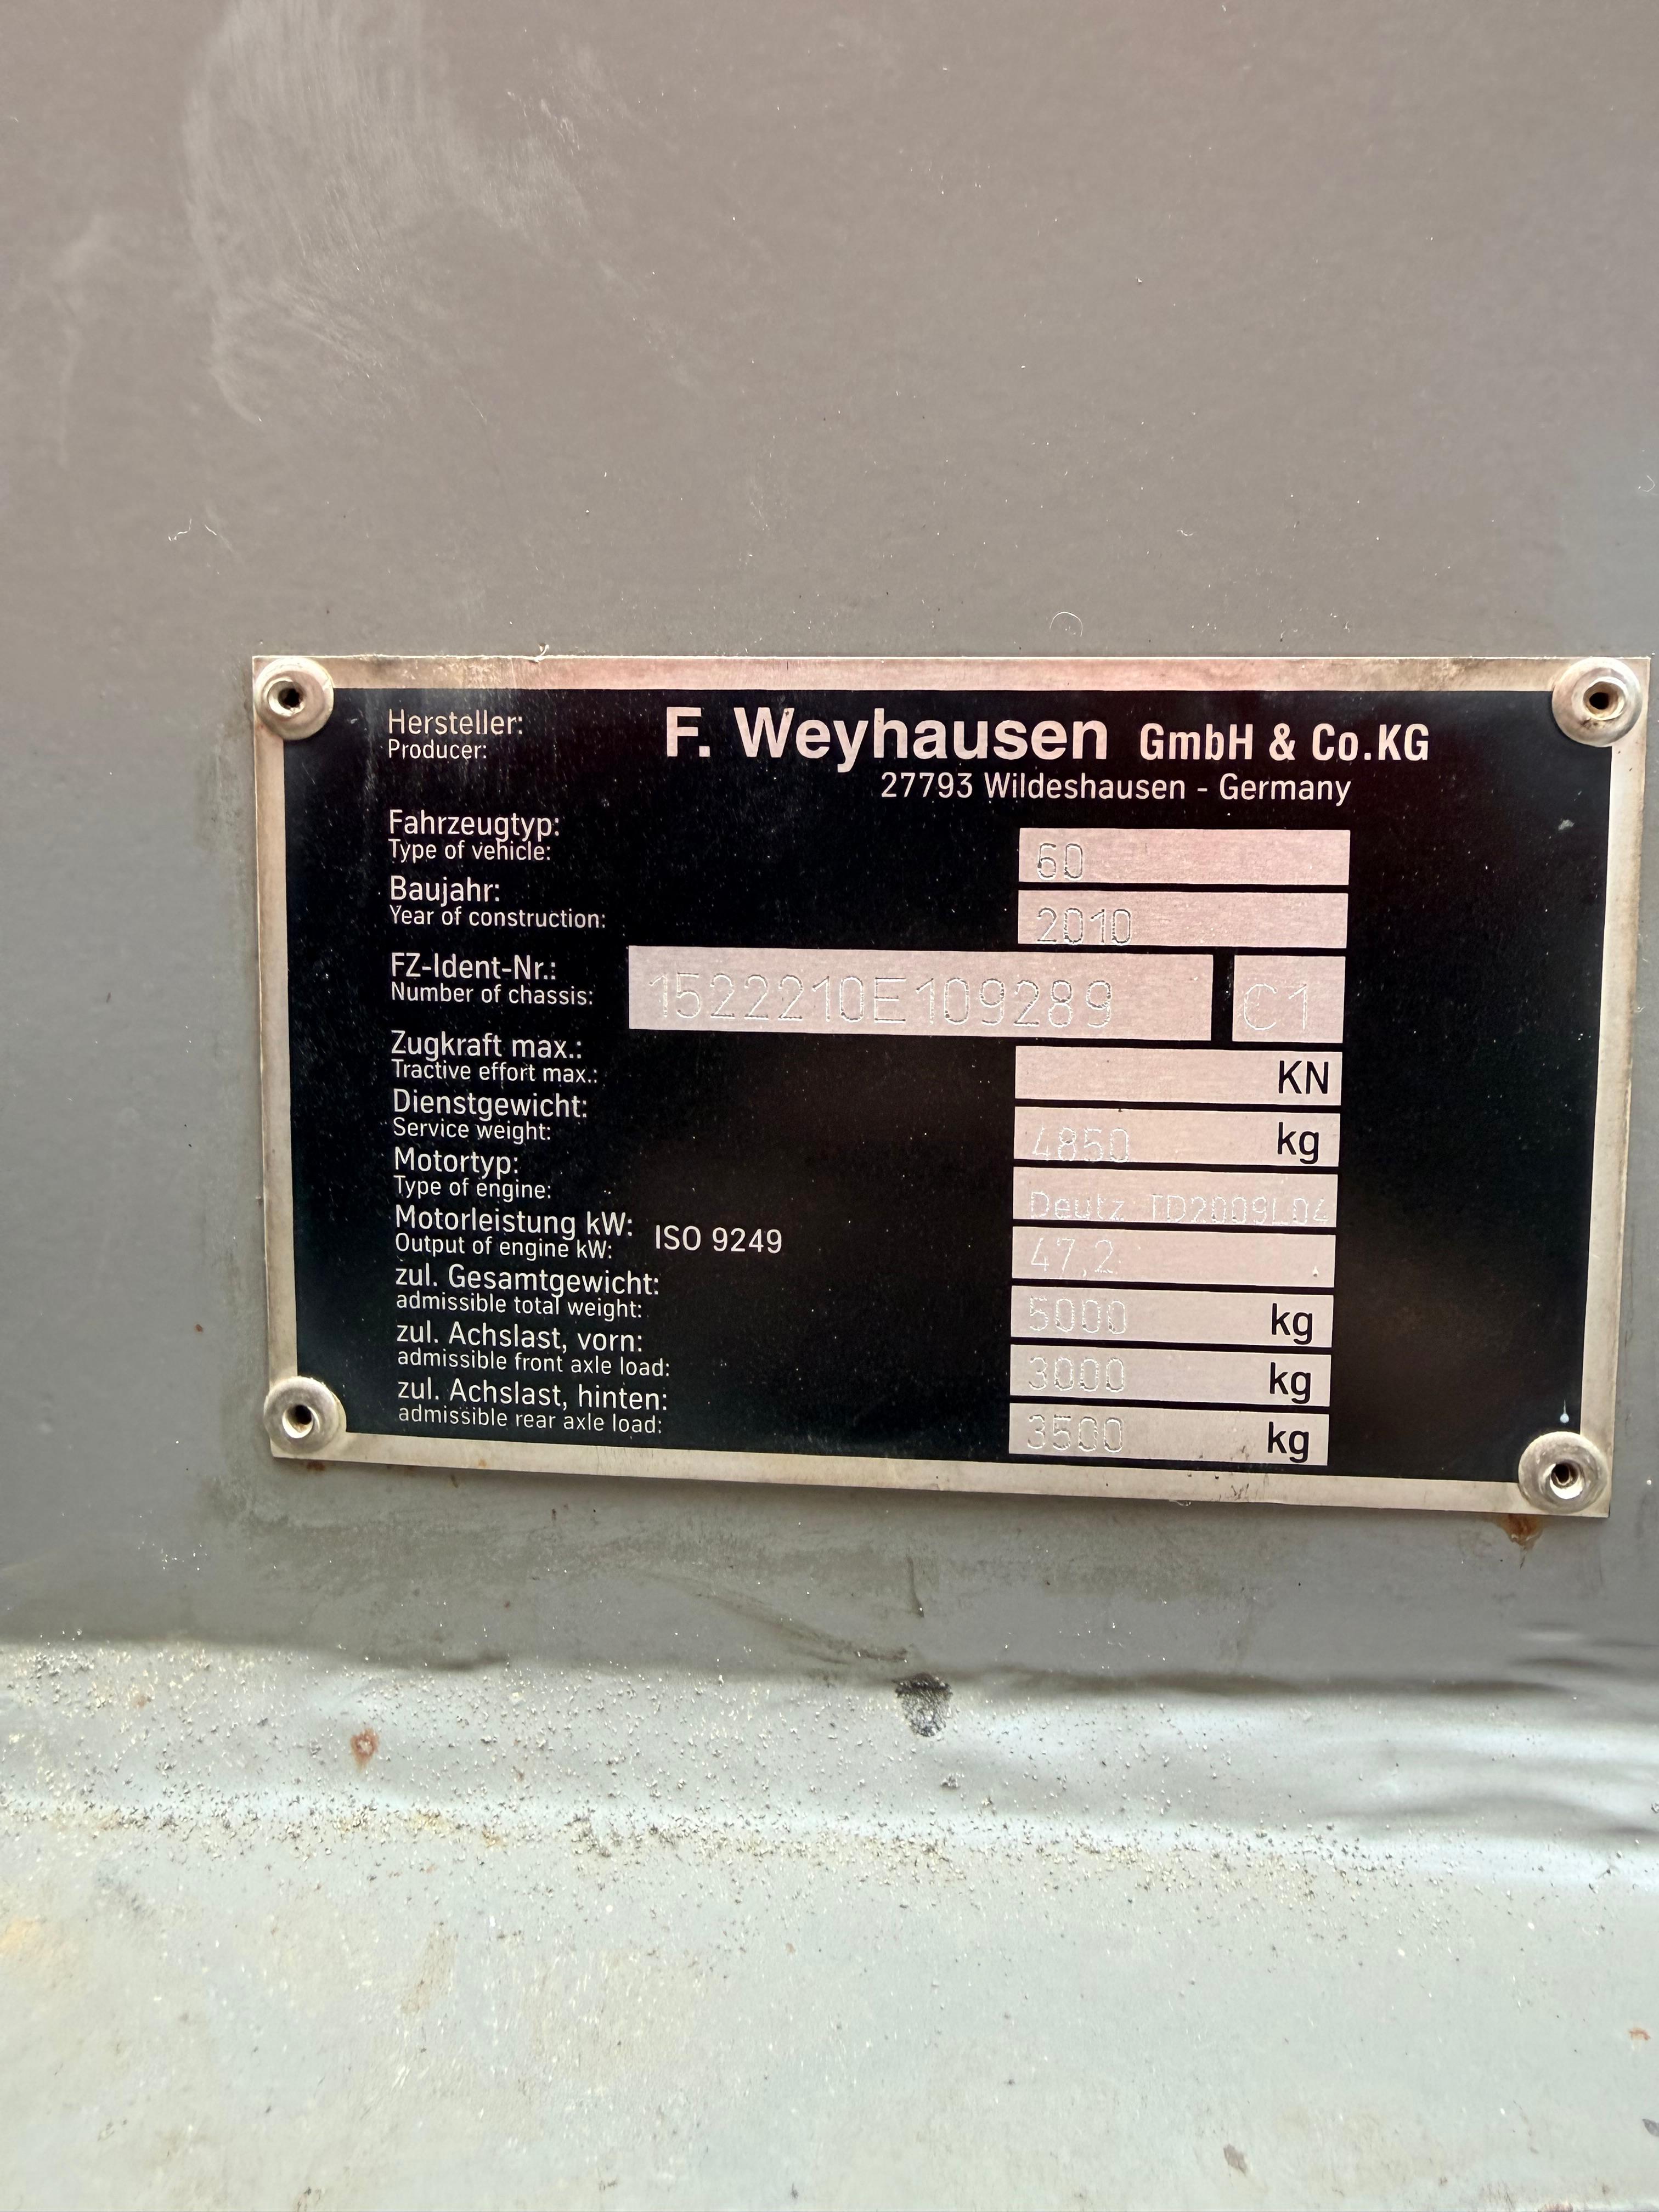 Hersteller:
Producer:
F. Weyhausen GmbH & Co.KG
27793 Wildeshausen - Germany
Fahrzeugtyp:
Type of vehicle:
60
Baujahr:
Year of construction:
2010
FZ-Ident-Nr.:
Number of chassis:
1522210E109289 C1
Zugkraft max.:
Tractive effort max.:
KN
Dienstgewicht:
Service weight:
4850 kg
Motortyp:
Type of engine:
Deutz TD2009L04
Motorleistung kW:
Output of engine kW:
ISO 9249
47,2
zul. Gesamtgewicht:
admissible total weight:
5000 kg
zul. Achslast, vorn:
admissible front axle load:
3000 kg
zul. Achslast, hinten:
admissible rear axle load:
3500 kg